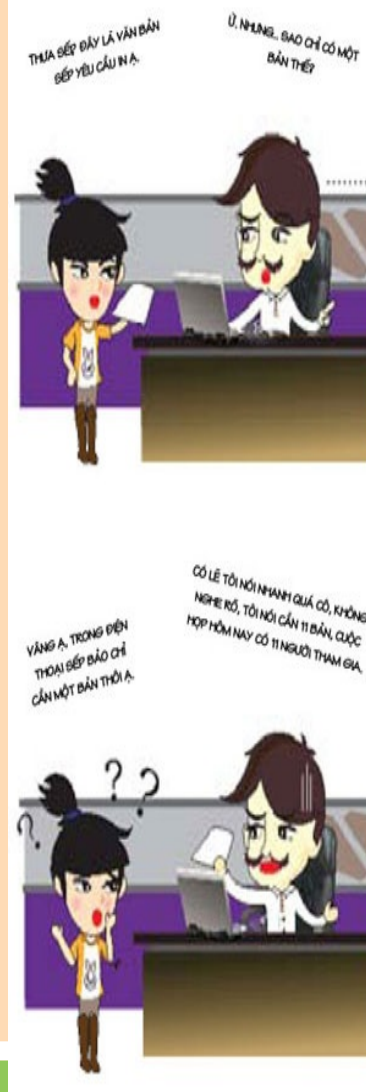 THƯA SẾP ĐÂY LÀ VĂN BẢN
SẾP YÊU CẦU IN Ạ.
Ừ, NHƯNG... SAO CHỈ CÓ MỘT
BẢN THẾ?
..........
VÂNG Ạ, TRONG ĐIỆN
THOẠI SẾP BẢO CHỈ
CẦN MỘT BẢN THÔI Ạ.
CÓ LẼ TÔI NÓI NHANH QUÁ CÔ, KHÔNG
NGHE RÕ, TÔI NÓI CẦN 11 BẢN, CUỘC
HỌP HÔM NAY CÓ 11 NGƯỜI THAM GIA.
? ? ?